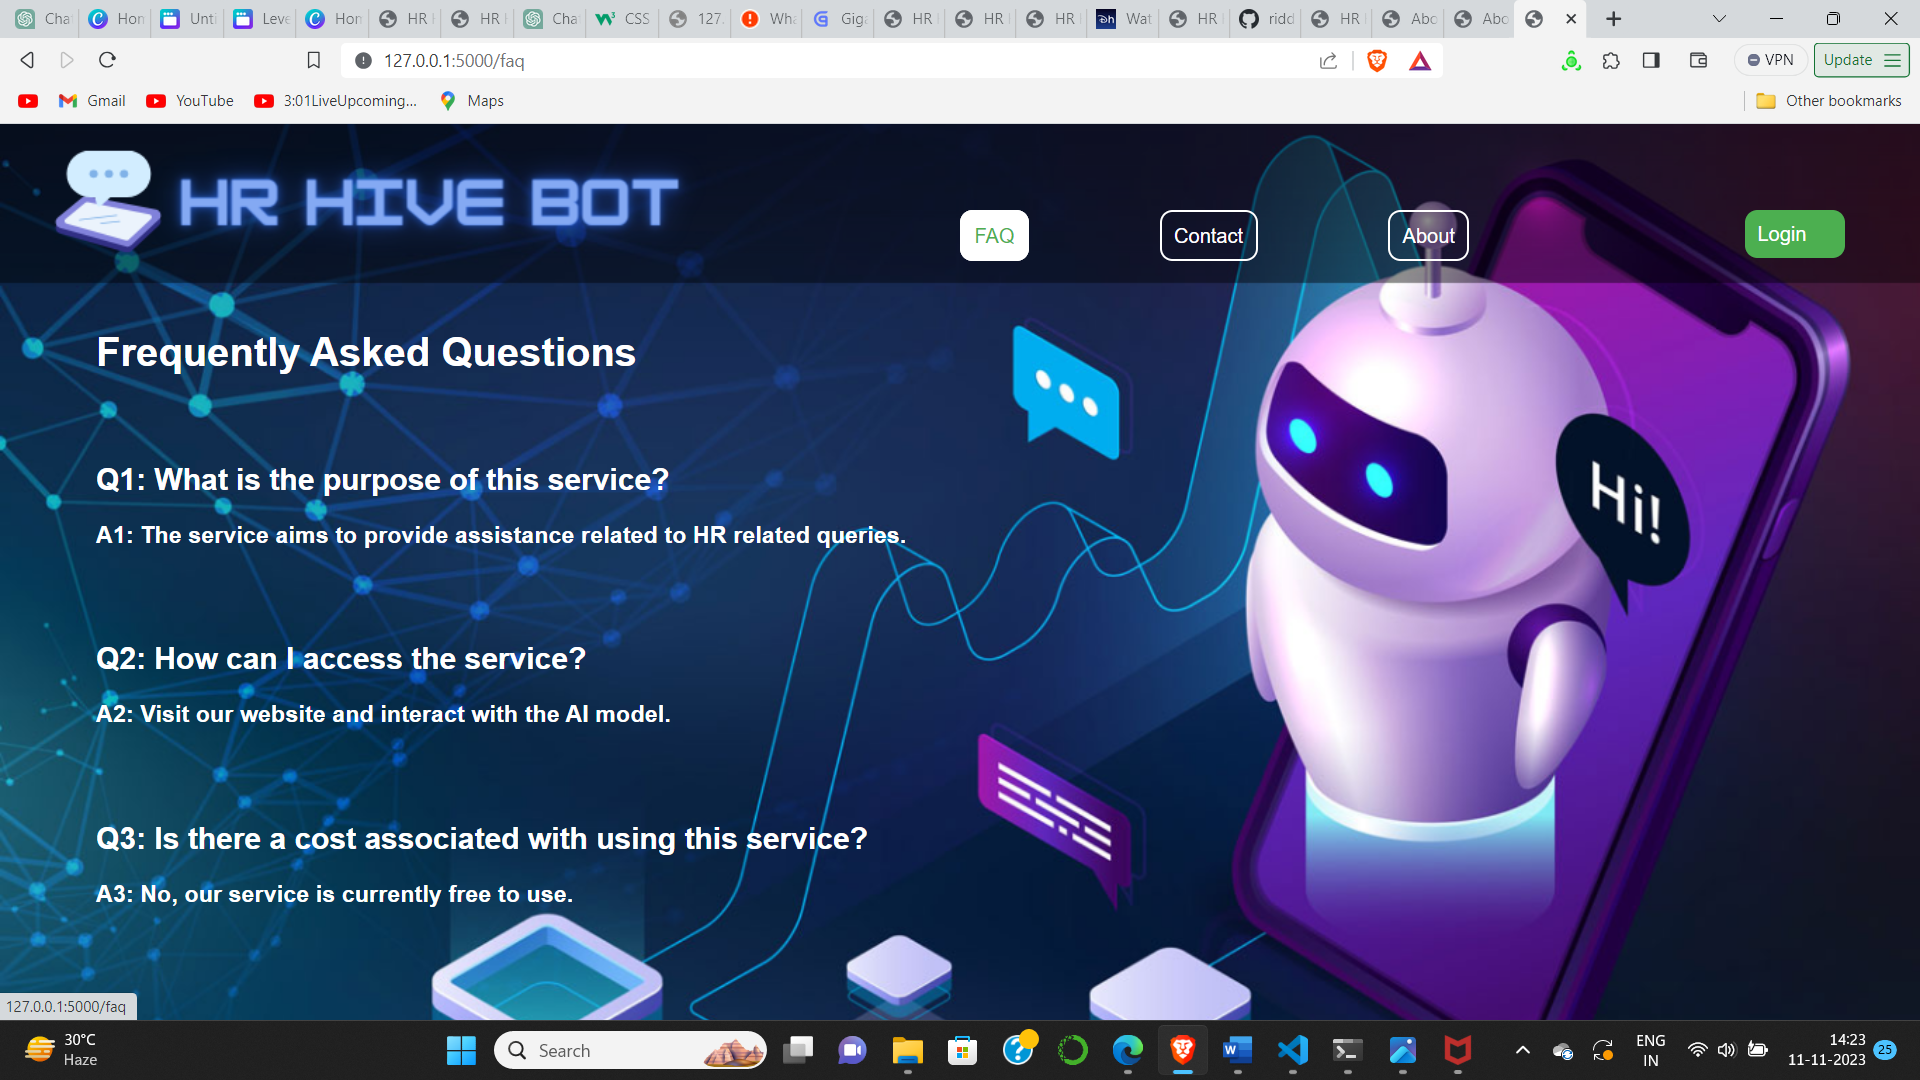 Cha
Hom
Unti
Leve
Hom
HR
HR
Cha
CSS
127.
Wha
Giga
HR
HR
HR
Wat
HR
ridd
HR
Abo
Abo
127.0.0.1:5000/faq
VPN
Update
Gmail
YouTube
3:01LiveUpcoming...
Maps
Other bookmarks
HR HIVE BOT
FAQ
Contact
About
Login
Frequently Asked Questions
Q1: What is the purpose of this service?
A1: The service aims to provide assistance related to HR related queries.
Hi!
Q2: How can I access the service?
A2: Visit our website and interact with the AI model.
Q3: Is there a cost associated with using this service?
A3: No, our service is currently free to use.
127.0.0.1:5000/faq
30°C
Haze
Search
ENG
IN
14:23
11-11-2023
25